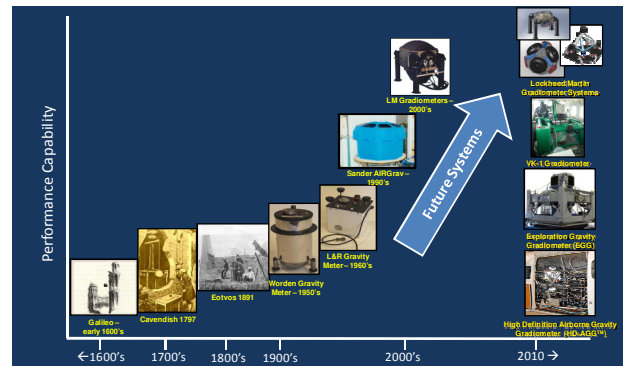 Performance Capability
Galileo –
early 1600's
Cavendish 1797
Eotvos 1891
Worden Gravity
Meter – 1950's
L&R Gravity
Meter – 1960's
Sander AIRGrav –
1990's
LM Gradiometers –
2000's
Future Systems
Lockheed Martin
Gradiometer Systems
VK-1 Gradiometer
Exploration Gravity
Gradiometer (EGG)
High Definition Airborne Gravity
Gradiometer (HD-AGG™)
←1600's
1700's
1800's
1900's
2000's
2010 →